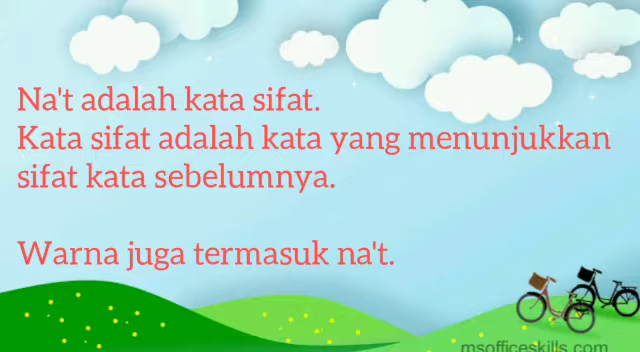 Na't adalah kata sifat.
Kata sifat adalah kata yang menunjukkan
sifat kata sebelumnya.
Warna juga termasuk na't.
msofficeskills.com